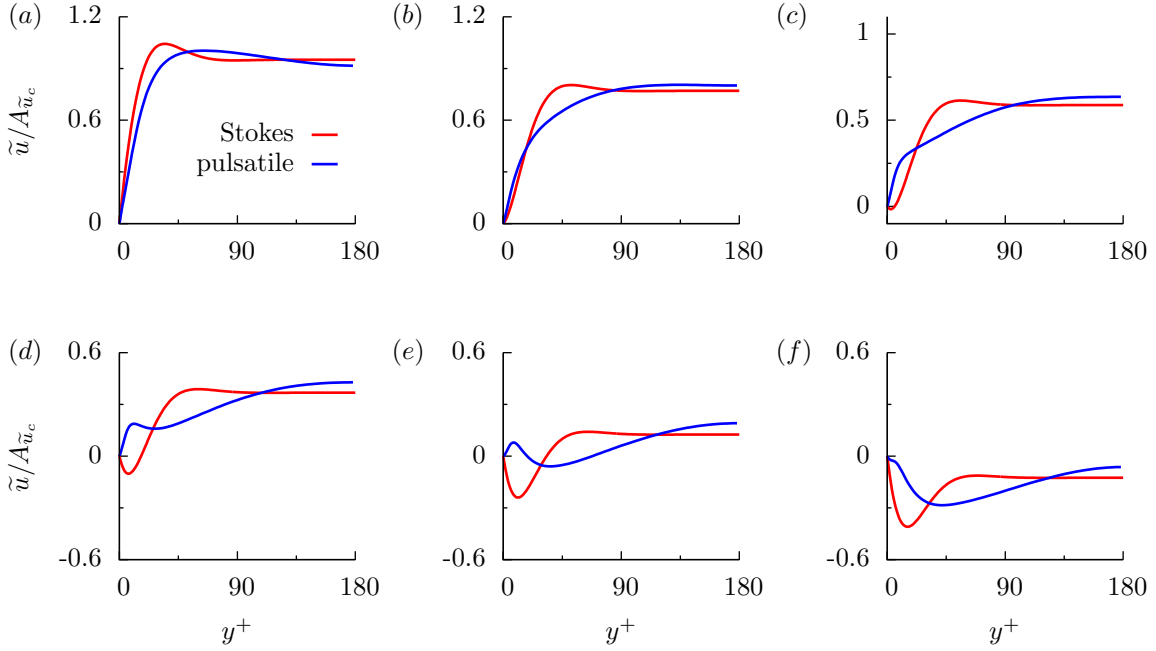 (a) 1.2 (b) 1.2 (c) 1
ũ/Aũ_c 0.6 0.6 0.5
Stokes
pulsatile
0 0 0
0 90 180 0 90 180 0 90 180
(d) 0.6 (e) 0.6 (f) 0.6
ũ/Aũ_c 0 0 0
-0.6 -0.6 -0.6
0 90 180 0 90 180 0 90 180
y⁺ y⁺ y⁺